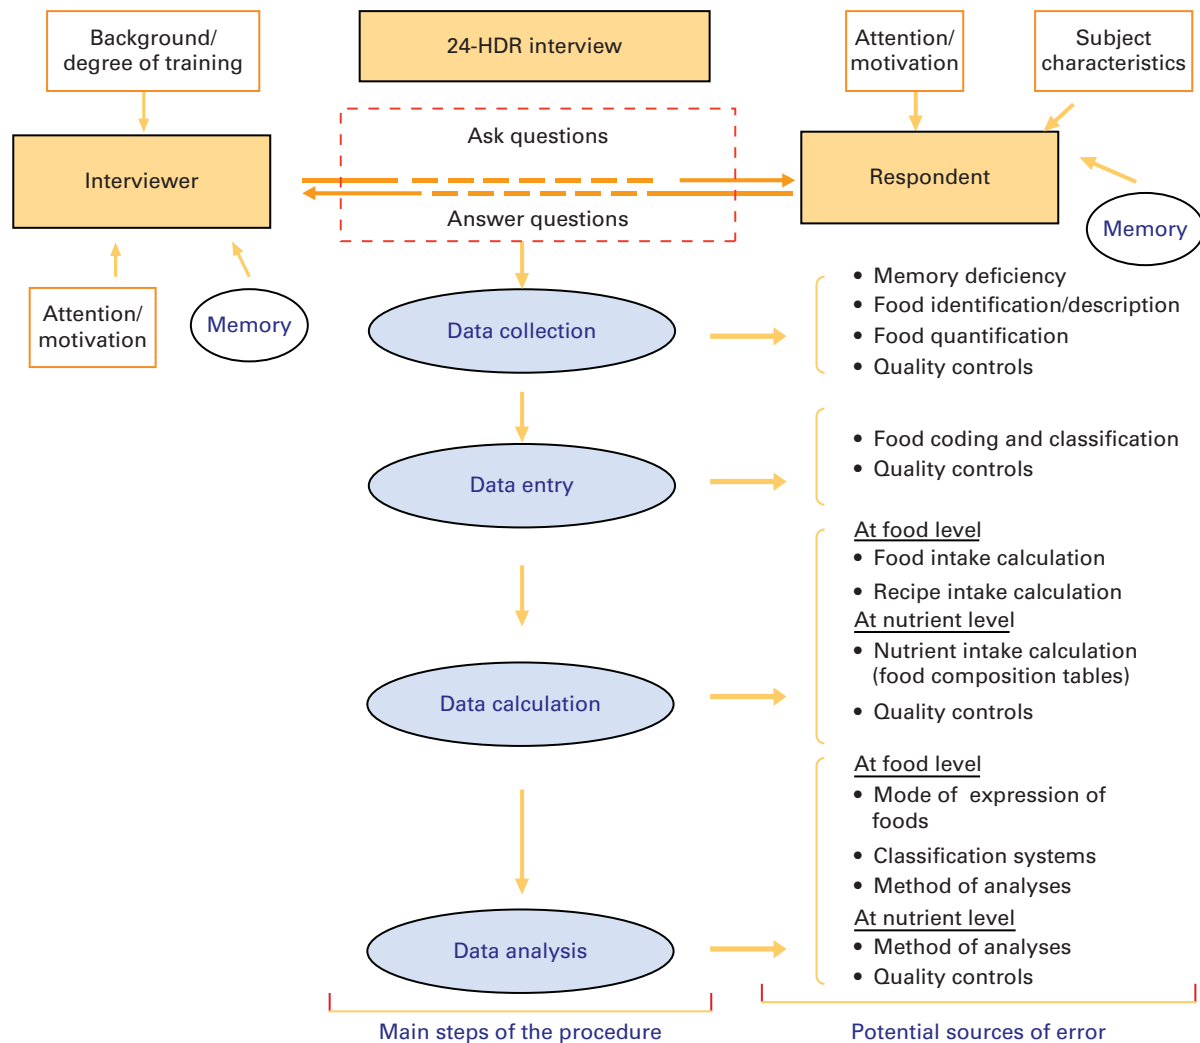 Background/
degree of training
24-HDR interview
Attention/
motivation
Subject
characteristics
Ask questions
Interviewer
Respondent
Answer questions
Memory
Attention/
motivation
Memory
Data collection
• Memory deficiency
• Food identification/description
• Food quantification
• Quality controls
Data entry
• Food coding and classification
• Quality controls
Data calculation
At food level
• Food intake calculation
• Recipe intake calculation
At nutrient level
• Nutrient intake calculation
(food composition tables)
• Quality controls
Data analysis
At food level
• Mode of expression of
foods
• Classification systems
• Method of analyses
At nutrient level
• Method of analyses
• Quality controls
Main steps of the procedure
Potential sources of error